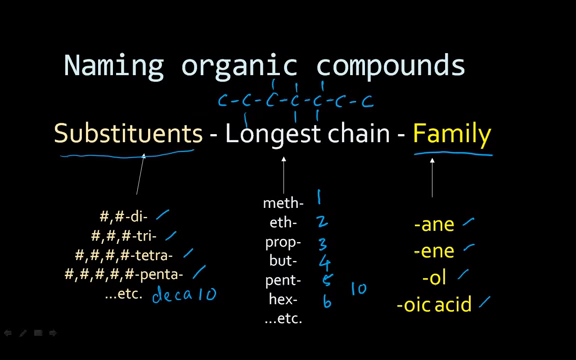 Naming organic compounds
C-C-C-C-C-C-C
Substituents - Longest chain - Family
#,#-di-
#,#,#-tri-
#,#,#,#-tetra-
#,#,#,#,#-penta-
...etc. deca 10
meth- 1
eth- 2
prop- 3
but- 4
pent- 5
hex- 6
...etc.
10
-ane
-ene
-ol
-oic acid